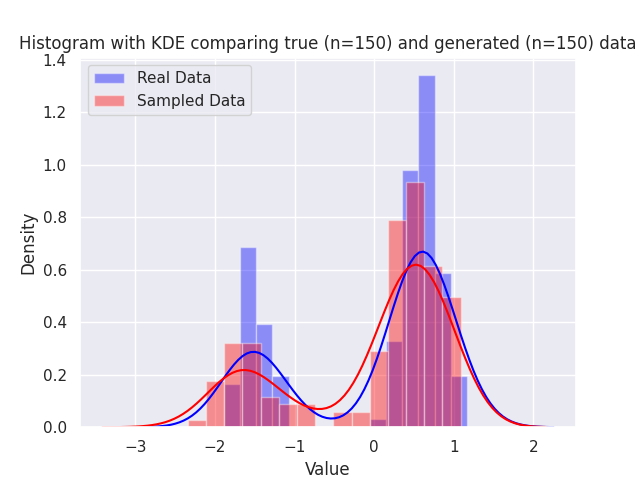 Histogram with KDE comparing true (n=150) and generated (n=150) data
Real Data
Sampled Data
Density
1.4
1.2
1.0
0.8
0.6
0.4
0.2
0.0
−3 −2 −1 0 1 2
Value